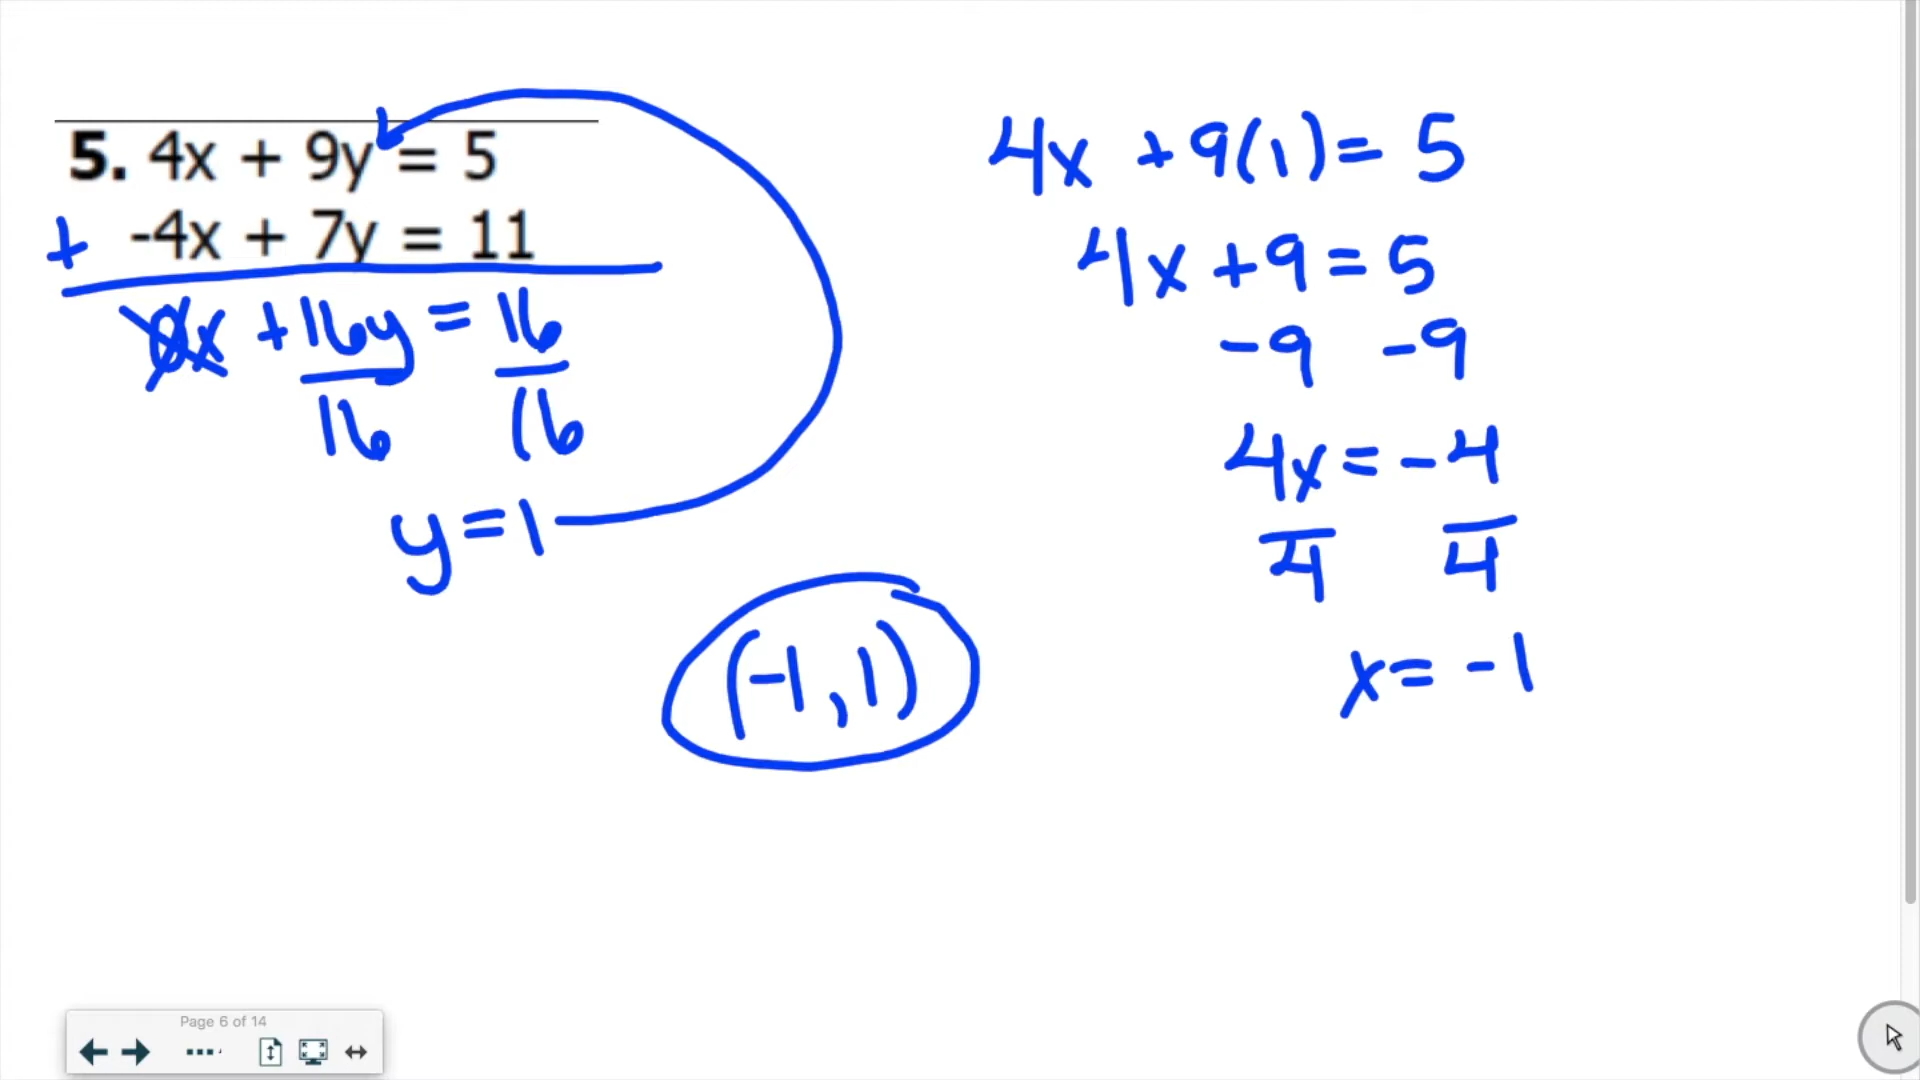 5. 4x + 9y = 5
+ -4x + 7y = 11
0x + 16y = 16
16 16
y = 1
(-1, 1)
4x + 9(1) = 5
4x + 9 = 5
-9 -9
4x = -4
4 4
x = -1
Page 6 of 14